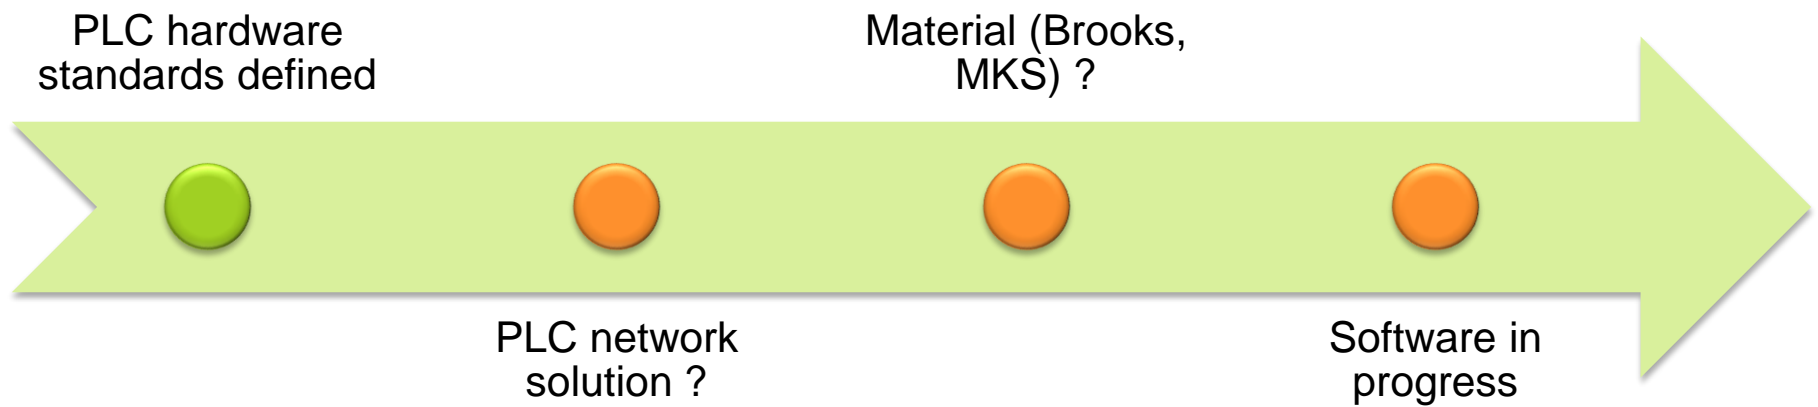 PLC hardware
standards defined
PLC network
solution ?
Material (Brooks,
MKS) ?
Software in
progress